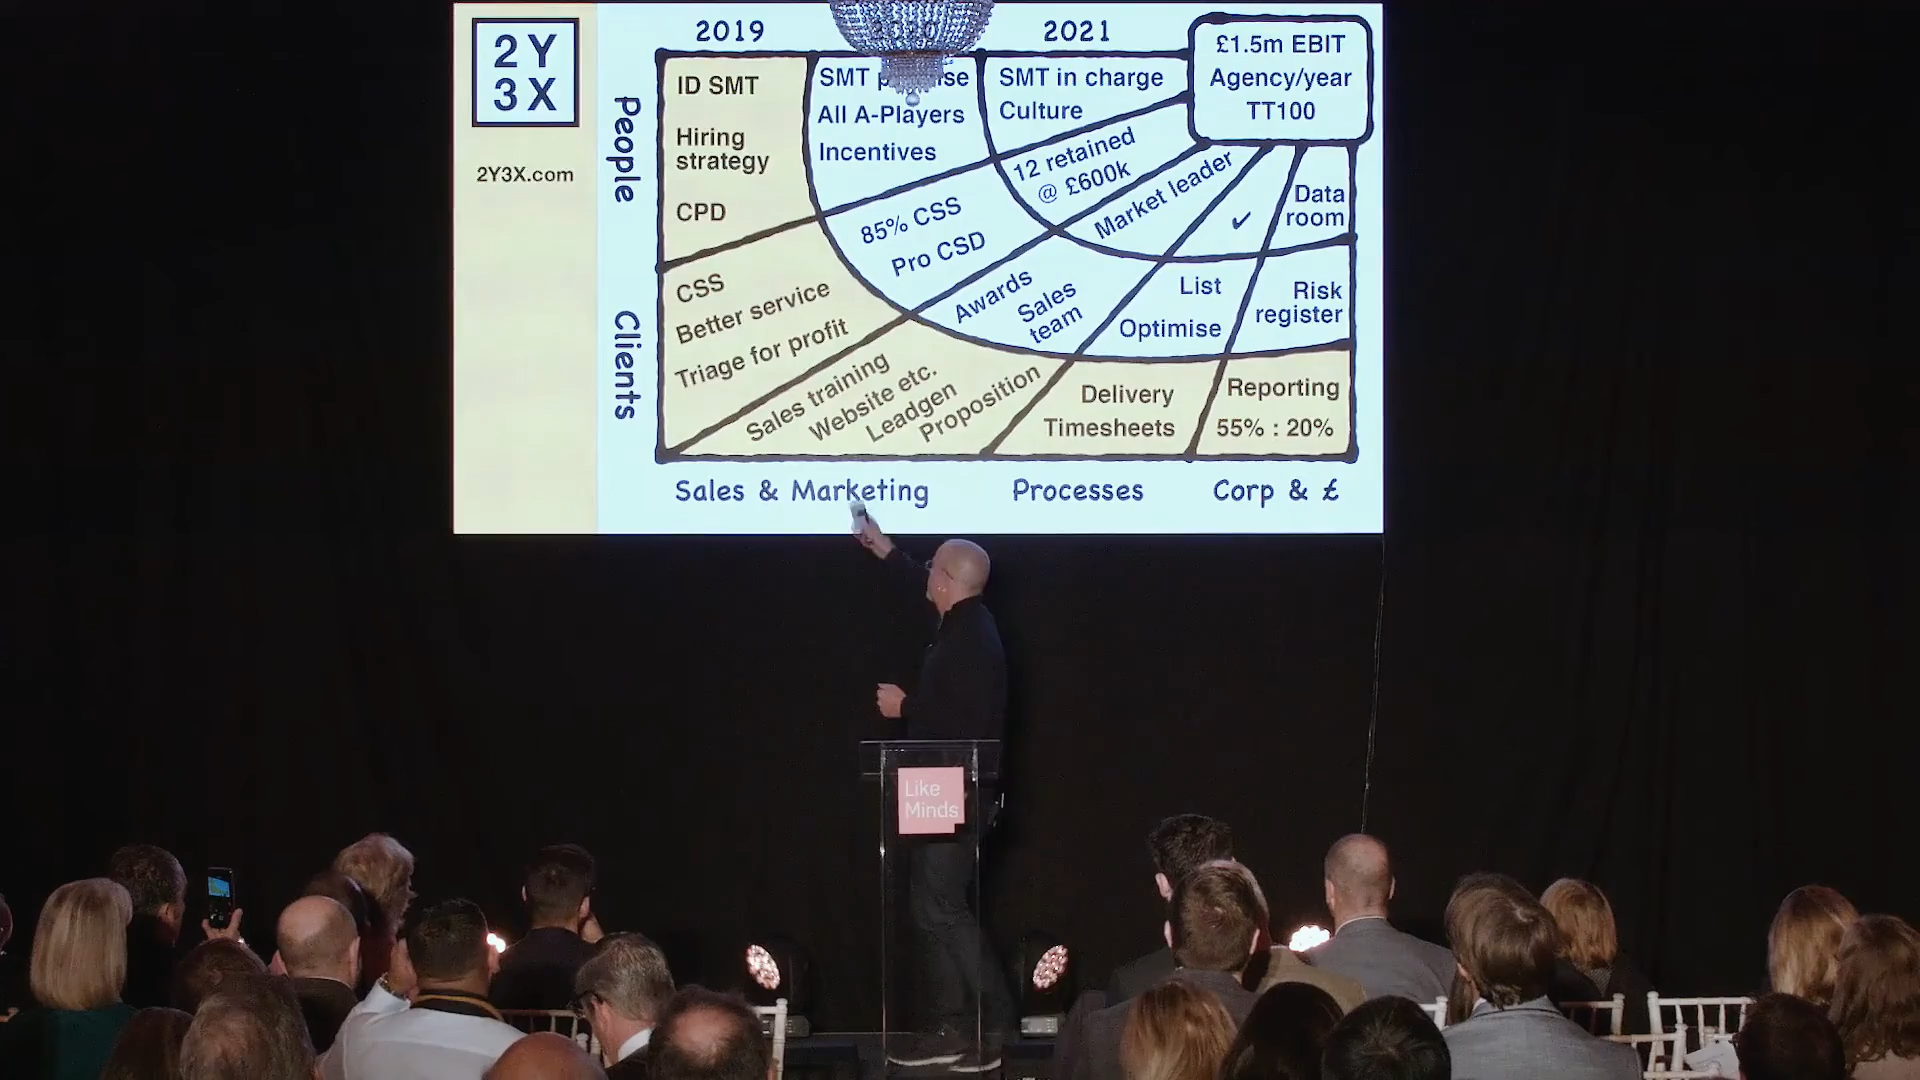 2Y
3X
2Y3X.com
2019
2021
£1.5m EBIT
Agency/year
TT100
People
Clients
ID SMT
Hiring
strategy
CPD
SMT
All A-Players
Incentives
SMT in charge
Culture
12 retained
@ £600k
85% CSS
Pro CSD
Market leader
✓
Data
room
CSS
Better service
Triage for profit
Awards
Sales
team
List
Optimise
Risk
register
Sales training
Website etc.
Leadgen
Proposition
Delivery
Timesheets
Reporting
55% : 20%
Sales & Marketing
Processes
Corp & £
Like
Minds